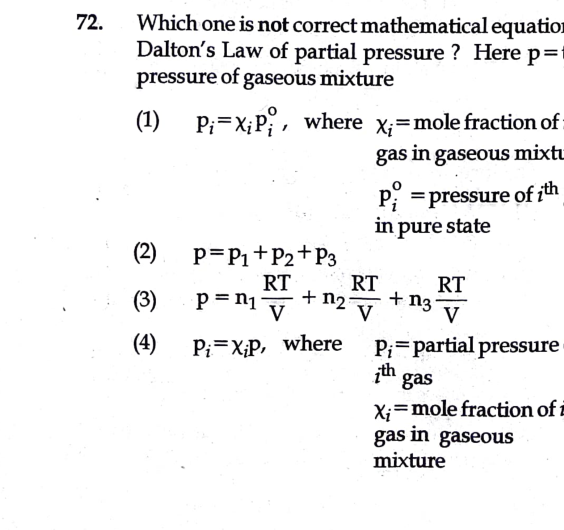 72. Which one is not correct mathematical equation
Dalton's Law of partial pressure ? Here p=
pressure of gaseous mixture
(1) pᵢ=χᵢpᵢ⁰, where χᵢ=mole fraction of
gas in gaseous
pᵢ⁰ =pressure of iᵗʰ
in pure state
(2) p=p₁+p₂+p₃
(3) p = n₁ RT/V + n₂ RT/V + n₃ RT/V
(4) pᵢ=χᵢp, where pᵢ=partial pressure
iᵗʰ gas
χᵢ=mole fraction of
gas in gaseous
mixture